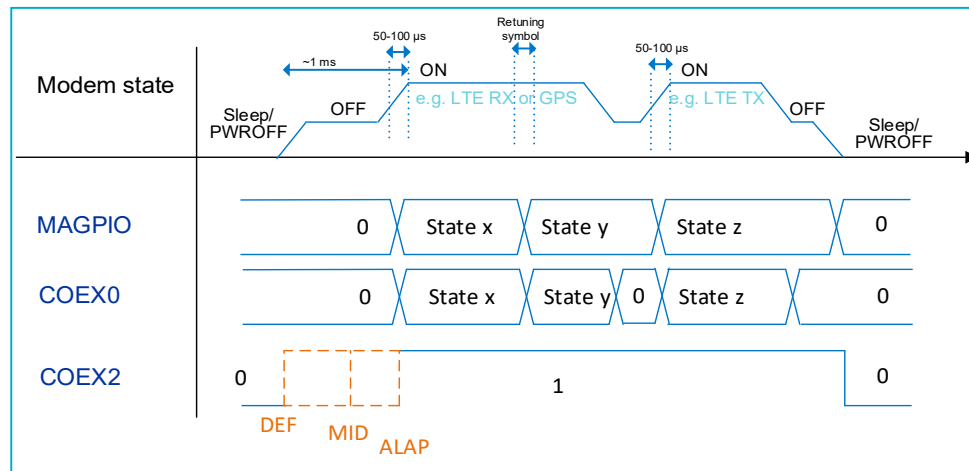 Retuning
symbol
50-100 µs
50-100 µs
~1 ms
ON
ON
Modem state
e.g. LTE RX or GPS
e.g. LTE TX
OFF
OFF
Sleep/
PWROFF
Sleep/
PWROFF
MAGPIO
0
State x
State y
State z
0
COEX0
0
State x
State y
0
State z
0
COEX2
0
1
0
DEF
MID
ALAP